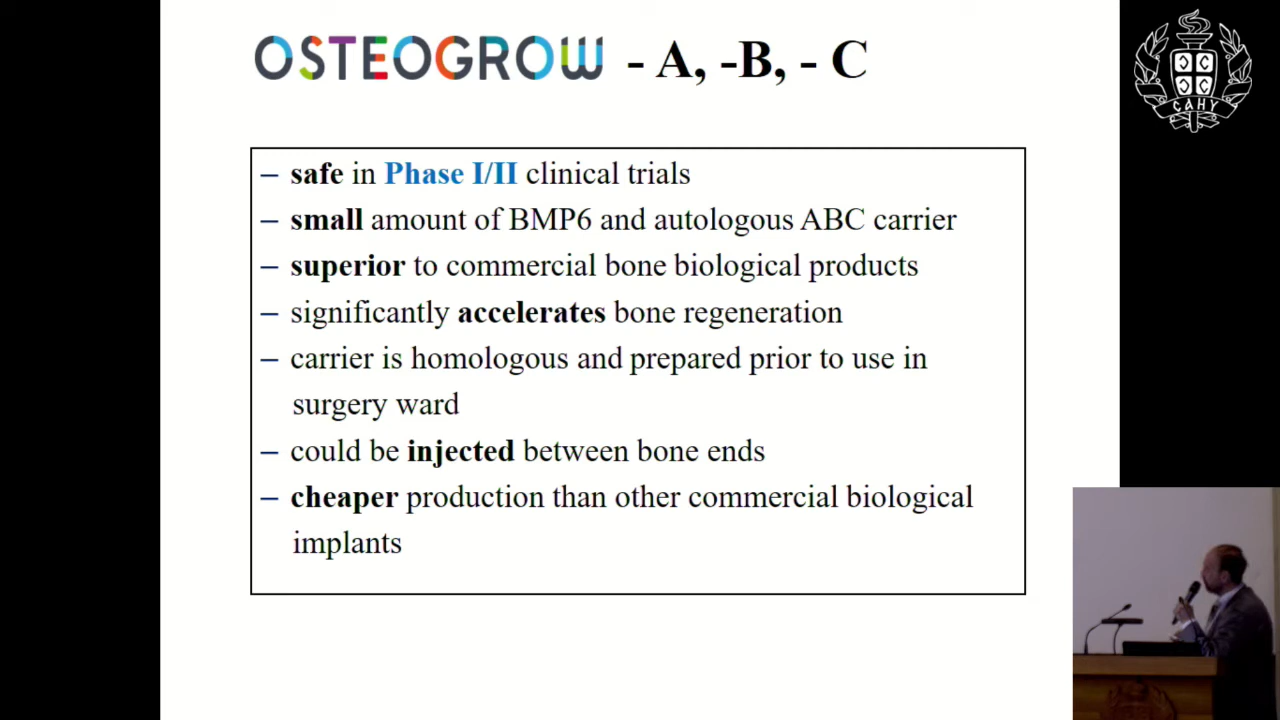 OSTEOGROW - A, -B, - C
САНУ
– safe in Phase I/II clinical trials
– small amount of BMP6 and autologous ABC carrier
– superior to commercial bone biological products
– significantly accelerates bone regeneration
– carrier is homologous and prepared prior to use in
surgery ward
– could be injected between bone ends
– cheaper production than other commercial biological
implants